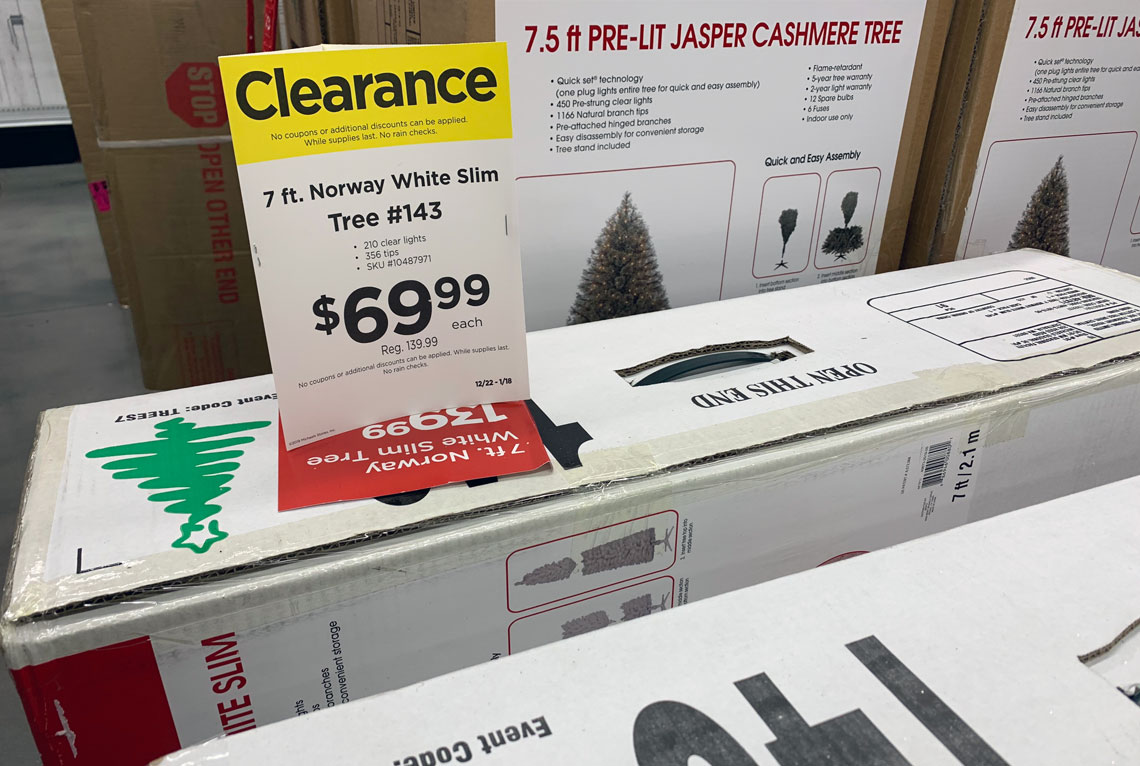 7.5 ft PRE-LIT JASPER CASHMERE TREE
• Quick set® technology
(one plug lights entire tree for quick and easy assembly)
• 450 Pre-strung clear lights
• 1166 Natural branch tips
• Pre-attached hinged branches
• Easy disassembly for convenient storage
• Tree stand included
• Flame-retardant
• 5-year tree warranty
• 2-year light warranty
• 12 Spare bulbs
• 6 Fuses
• Indoor use only
Quick and Easy Assembly
7.5 ft PRE-LIT JAS
• Quick set® technology
(one plug lights entire tree for quick and
• 450 Pre-strung clear lights
• 1166 Natural branch tips
• Pre-attached hinged branches
• Easy disassembly for convenient storage
• Tree stand included
STOP
OPEN OTHER END
Clearance
No coupons or additional discounts can be applied.
While supplies last. No rain checks.
7 ft. Norway White Slim
Tree #143
• 210 clear lights
• 356 tips
• SKU #10487971
$69.99
each
Reg. 139.99
No coupons or additional discounts can be applied. While supplies last.
No rain checks.
12/22 - 1/18
7ft. Norway
White Slim Tree
139.99
Event Code: TREES7
OPEN THIS END
7 ft / 2.1 m
ITE SLIM
convenient storage
Event Code: